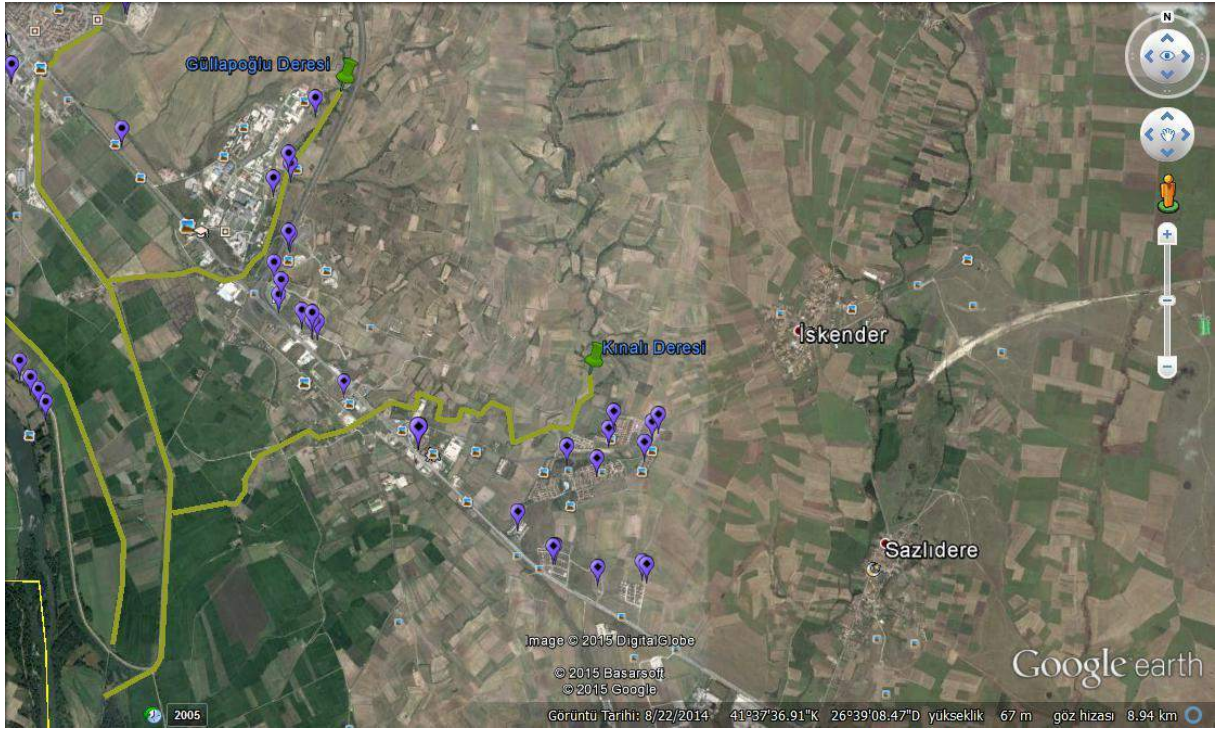 N
Güllapoğlu Deresi
İskender
Kınalı Deresi
Sazlıdere
Image © 2015 DigitalGlobe
© 2015 Basarsoft
© 2015 Google
Google earth
2005
Görüntü Tarihi: 8/22/2014 41°37'36.91"K 26°39'08.47"D yükseklik 67 m göz hizası 8.94 km